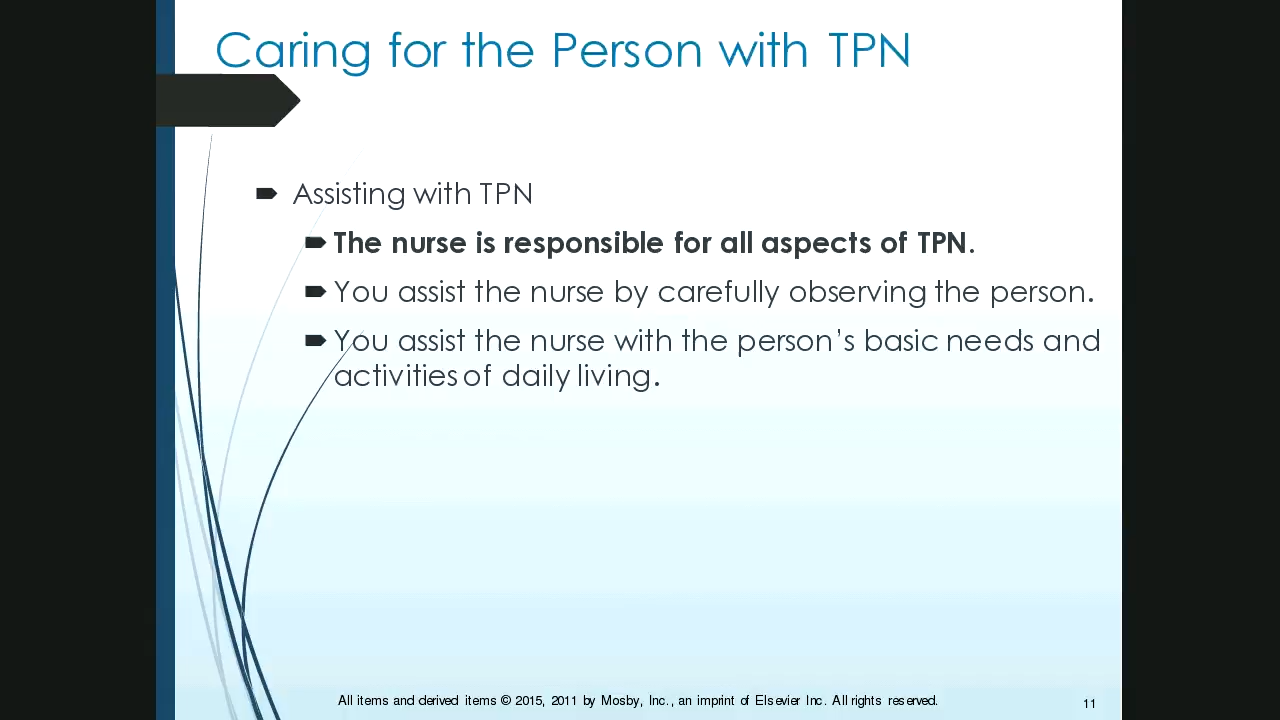 Caring for the Person with TPN
Assisting with TPN
The nurse is responsible for all aspects of TPN.
You assist the nurse by carefully observing the person.
You assist the nurse with the person's basic needs and
activities of daily living.
All items and derived items © 2015, 2011 by Mosby, Inc., an imprint of Elsevier Inc. All rights reserved.
11